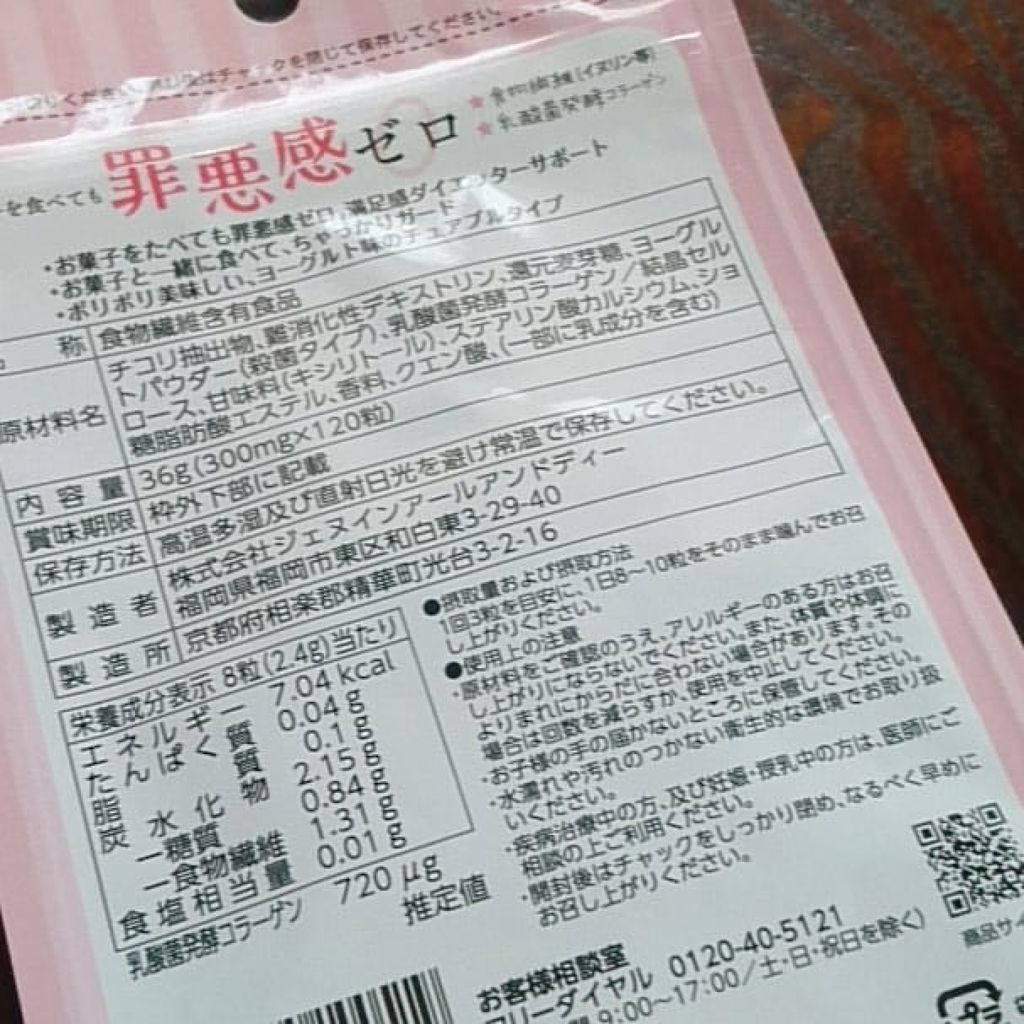 はチャックを閉じて保存してください。
を食べても罪悪感ゼロ
★食物繊維(イヌリン等)
★乳酸菌発酵コラーゲン
・お菓子をたべても罪悪感ゼロ、満足感ダイエッターサポート
・お菓子と一緒に食べて、ちゃっかりガード
・ポリポリ美味しい、ヨーグルト味のチュアブルタイプ
称 食物繊維含有食品
原材料名 チコリ抽出物、難消化性デキストリン、還元麦芽糖、ヨーグル
トパウダー(殺菌タイプ)、乳酸菌発酵コラーゲン/結晶セル
ロース、甘味料(キシリトール)、ステアリン酸カルシウム、ショ
糖脂肪酸エステル、香料、クエン酸、(一部に乳成分を含む)
内容量 36g(300mg×120粒)
賞味期限 枠外下部に記載
保存方法 高温多湿及び直射日光を避け常温で保存してください。
製造者 株式会社ジェヌインアールアンドディー
福岡県福岡市東区和白東3-29-40
製造所 京都府相楽郡精華町光台3-2-16
栄養成分表示 8粒(2.4g)当たり
エネルギー 7.04 kcal
たんぱく質 0.04 g
脂質 0.1 g
炭水化物 2.15 g
ー糖質 0.84 g
ー食物繊維 1.31 g
食塩相当量 0.01 g
乳酸菌発酵コラーゲン 720 μg
推定値
●摂取量および摂取方法
1回3粒を目安に、1日8~10粒をそのまま噛んでお召
し上がりください。
●使用上の注意
・原材料をご確認のうえ、アレルギーのある方はお召
し上がりにならないでください。また、体質や体調に
よりまれにからだに合わない場合があります。その
場合は回数を減らすか、使用を中止してください。
・お子様の手の届かないところに保管してください。
・水濡れや汚れのつかない衛生的な環境でお取り扱
いください。
・疾病治療中の方、及び妊娠・授乳中の方は、医師にご
相談の上ご利用ください。
・開封後はチャックをしっかり閉め、なるべく早めに
お召し上がりください。
お客様相談室
フリーダイヤル 0120-40-5121
9:00~17:00/土・日・祝日を除く)
商品サイ